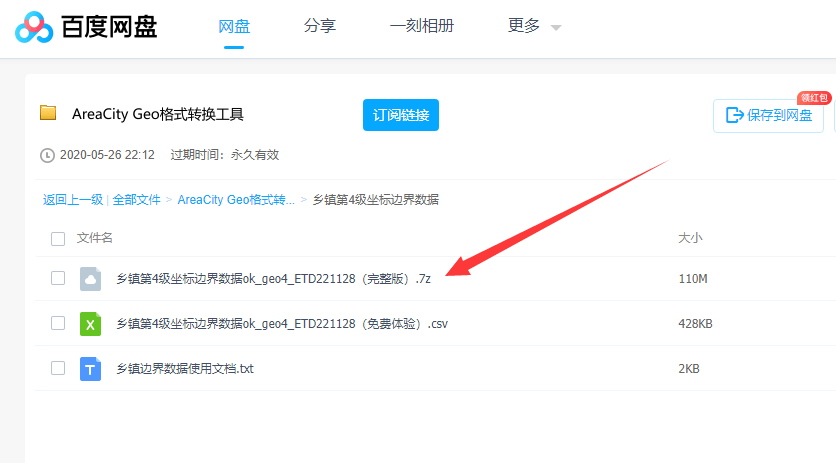 百度网盘 网盘 分享 一刻相册 更多
AreaCity Geo格式转换工具 订阅链接 领红包 保存到网盘
2020-05-26 22:12 过期时间：永久有效
返回上一级 | 全部文件 > AreaCity Geo格式转... > 乡镇第4级坐标边界数据
文件名 大小
乡镇第4级坐标边界数据ok_geo4_ETD221128（完整版）.7z 110M
X 乡镇第4级坐标边界数据ok_geo4_ETD221128（免费体验）.csv 428KB
T 乡镇边界数据使用文档.txt 2KB